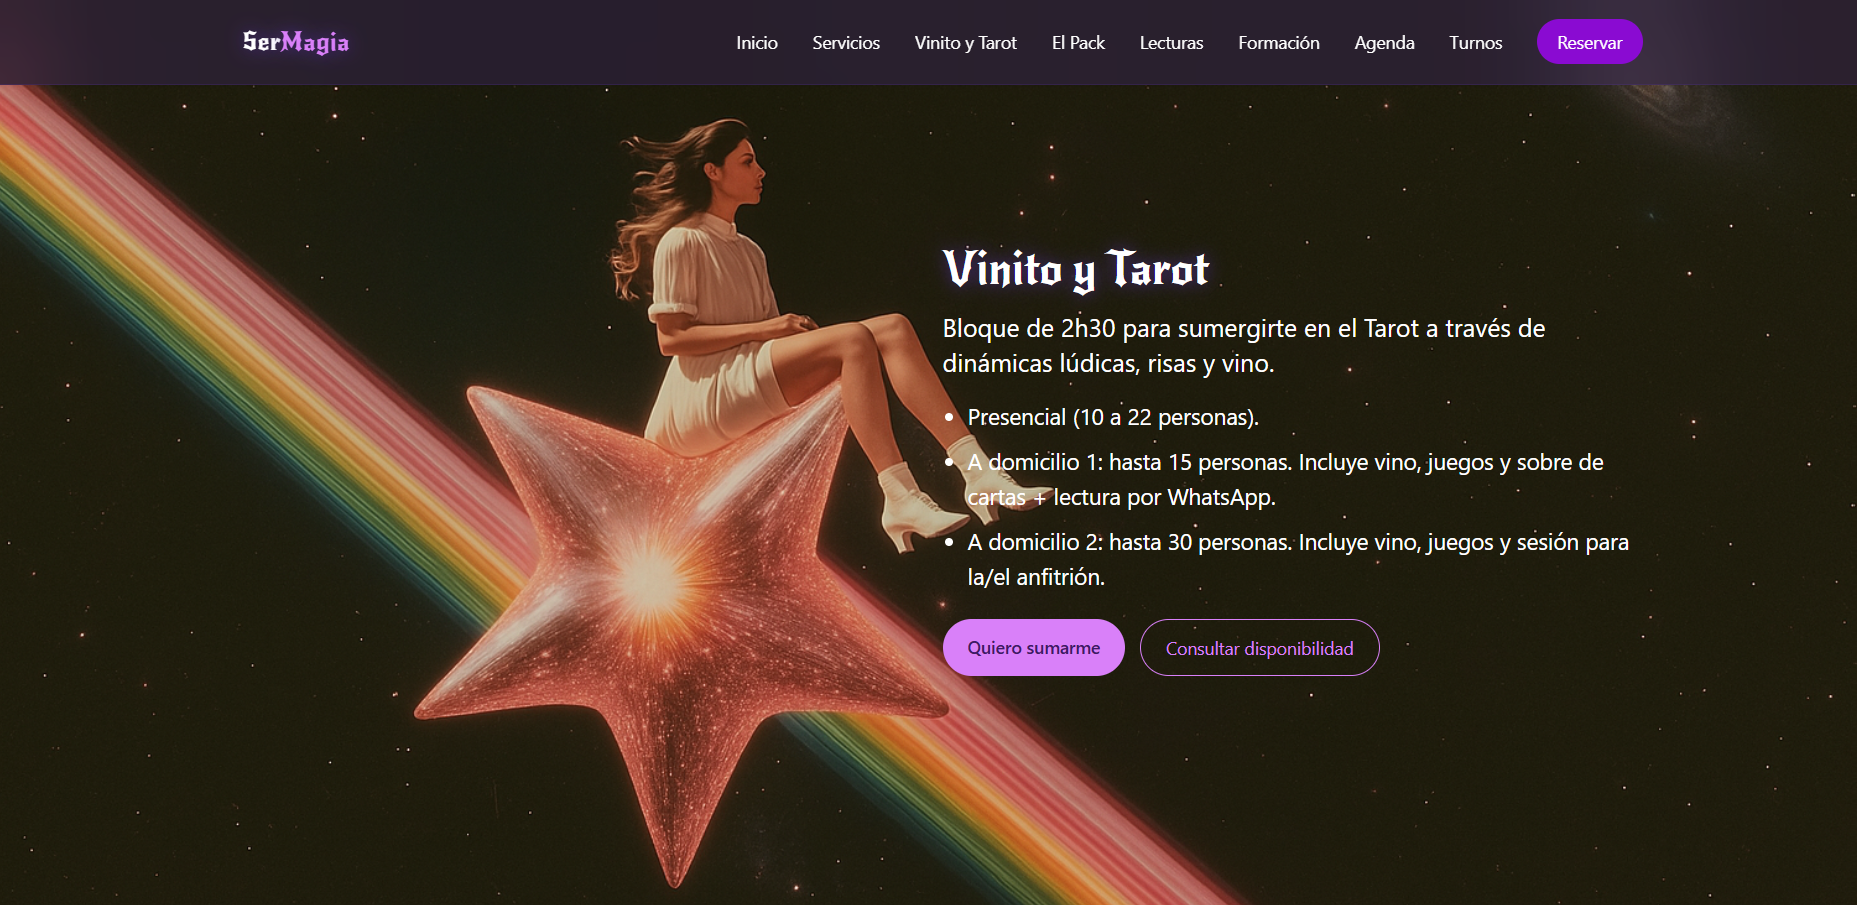 SerMagia
Inicio Servicios Vinito y Tarot El Pack Lecturas Formación Agenda Turnos Reservar
Vinito y Tarot
Bloque de 2h30 para sumergirte en el Tarot a través de
dinámicas lúdicas, risas y vino.
• Presencial (10 a 22 personas).
• A domicilio 1: hasta 15 personas. Incluye vino, juegos y sobre de
cartas + lectura por WhatsApp.
• A domicilio 2: hasta 30 personas. Incluye vino, juegos y sesión para
la/el anfitrión.
Quiero sumarme Consultar disponibilidad